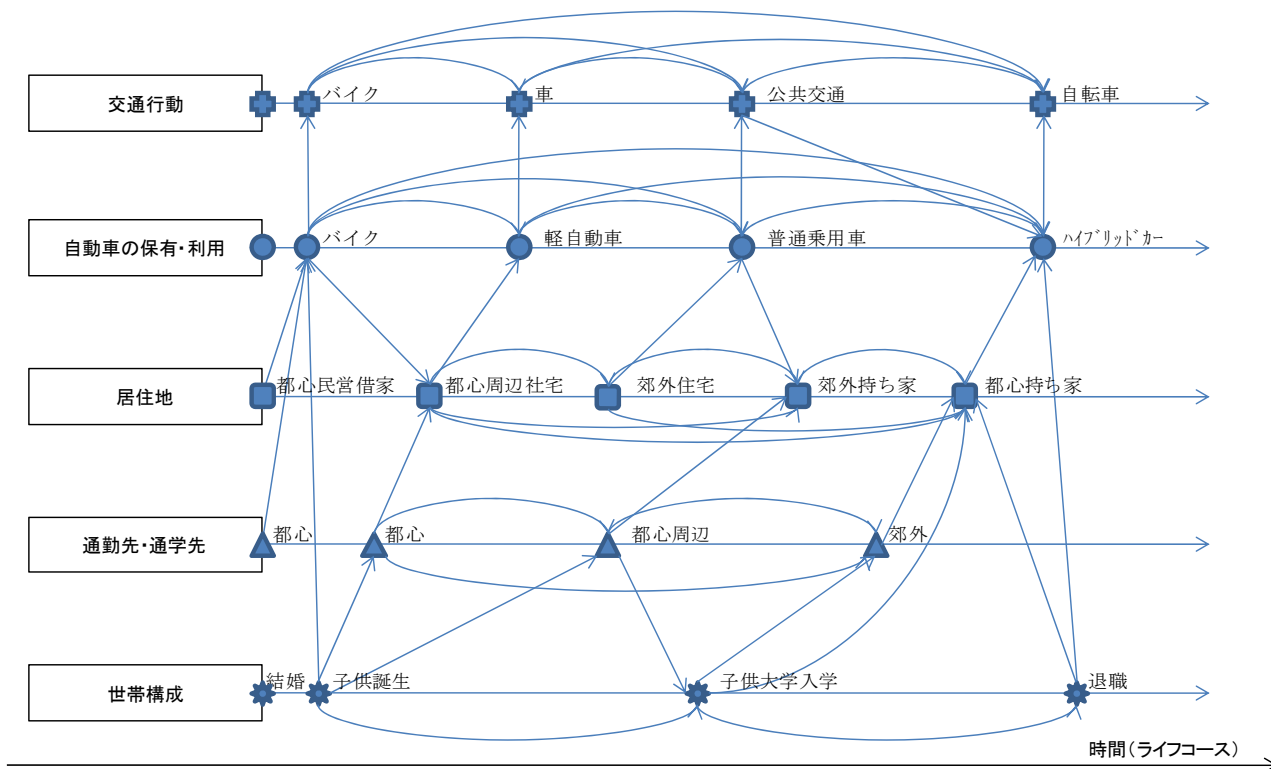 交通行動
バイク
車
公共交通
自転車
自動車の保有・利用
バイク
軽自動車
普通乗用車
ﾊｲﾌﾞﾘｯﾄﾞｶｰ
居住地
都心民営借家
都心周辺社宅
郊外住宅
郊外持ち家
都心持ち家
通勤先・通学先
都心
都心
都心周辺
郊外
世帯構成
結婚
子供誕生
子供大学入学
退職
時間（ライフコース）